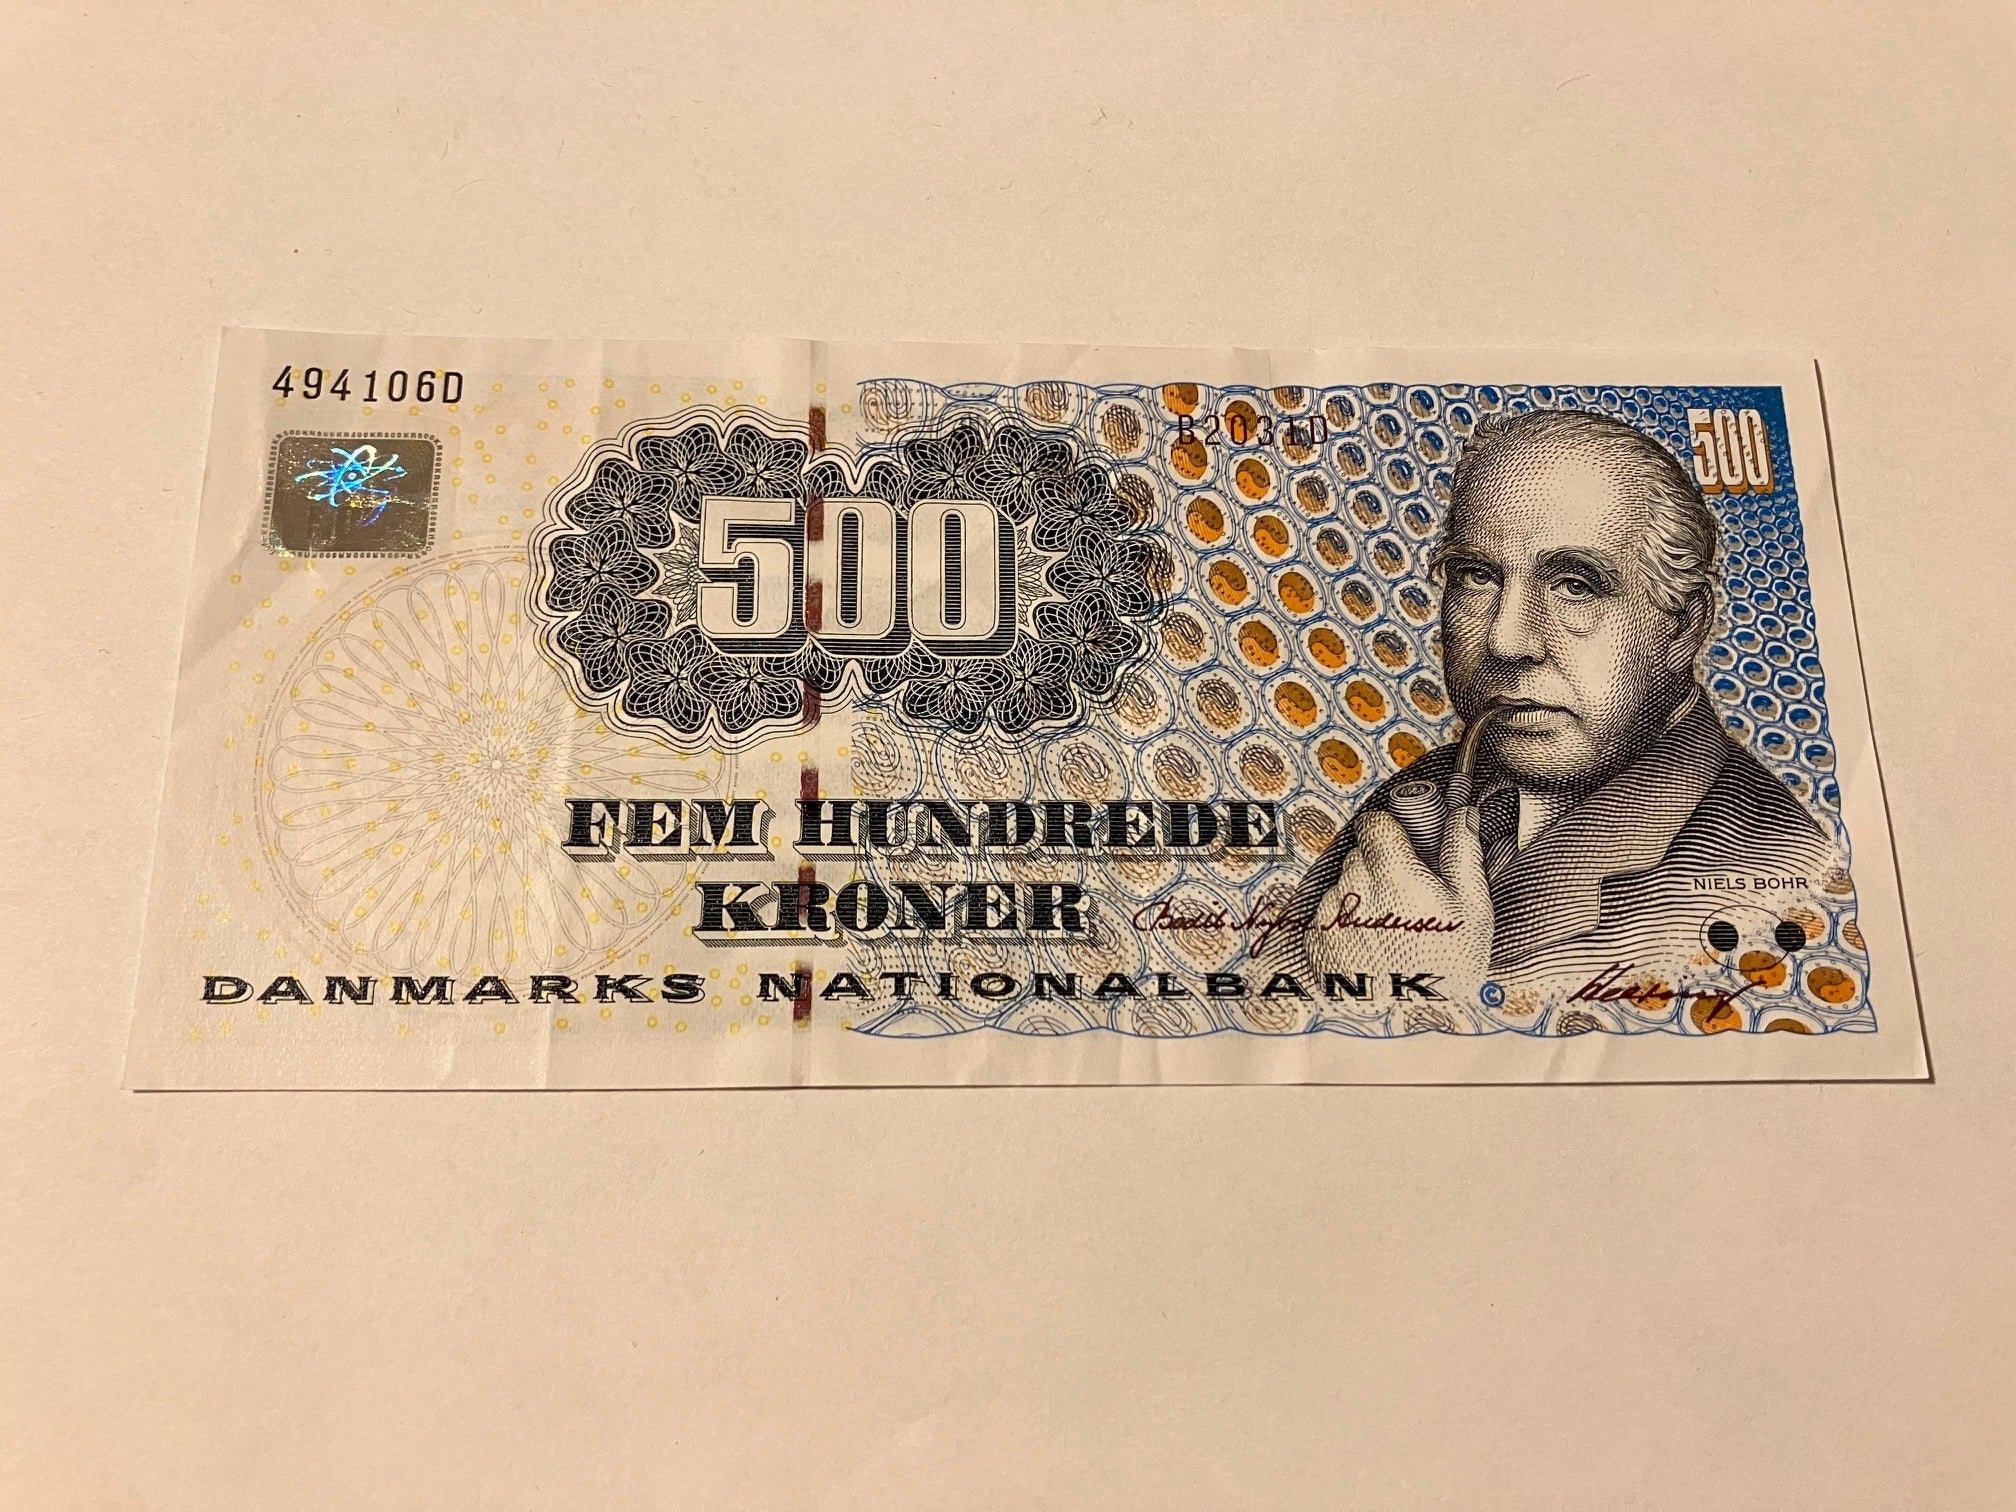 494106D
B2031D
500
500
FEM HUNDREDE
KRONER
NIELS BOHR
DANMARKS NATIONALBANK ©